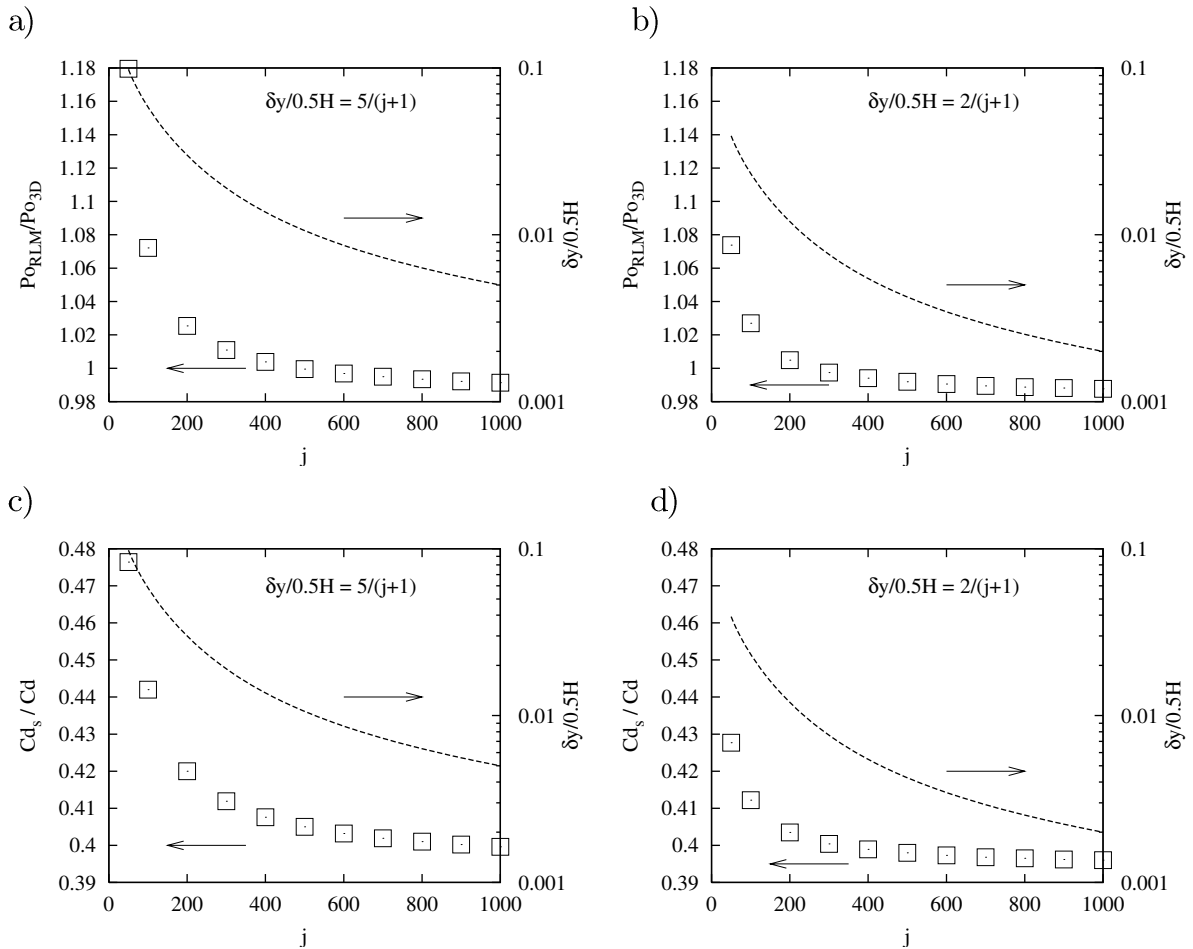 a)
1.18
1.16
1.14
1.12
1.1
1.08
1.06
1.04
1.02
1
0.98
Po_RLM/Po_3D
δy/0.5H = 5/(j+1)
0.1
0.01
0.001
δy/0.5H
0 200 400 600 800 1000
j
b)
1.18
1.16
1.14
1.12
1.1
1.08
1.06
1.04
1.02
1
0.98
Po_RLM/Po_3D
δy/0.5H = 2/(j+1)
0.1
0.01
0.001
δy/0.5H
0 200 400 600 800 1000
j
c)
0.48
0.47
0.46
0.45
0.44
0.43
0.42
0.41
0.4
0.39
Cd_s / Cd
δy/0.5H = 5/(j+1)
0.1
0.01
0.001
δy/0.5H
0 200 400 600 800 1000
j
d)
0.48
0.47
0.46
0.45
0.44
0.43
0.42
0.41
0.4
0.39
Cd_s / Cd
δy/0.5H = 2/(j+1)
0.1
0.01
0.001
δy/0.5H
0 200 400 600 800 1000
j